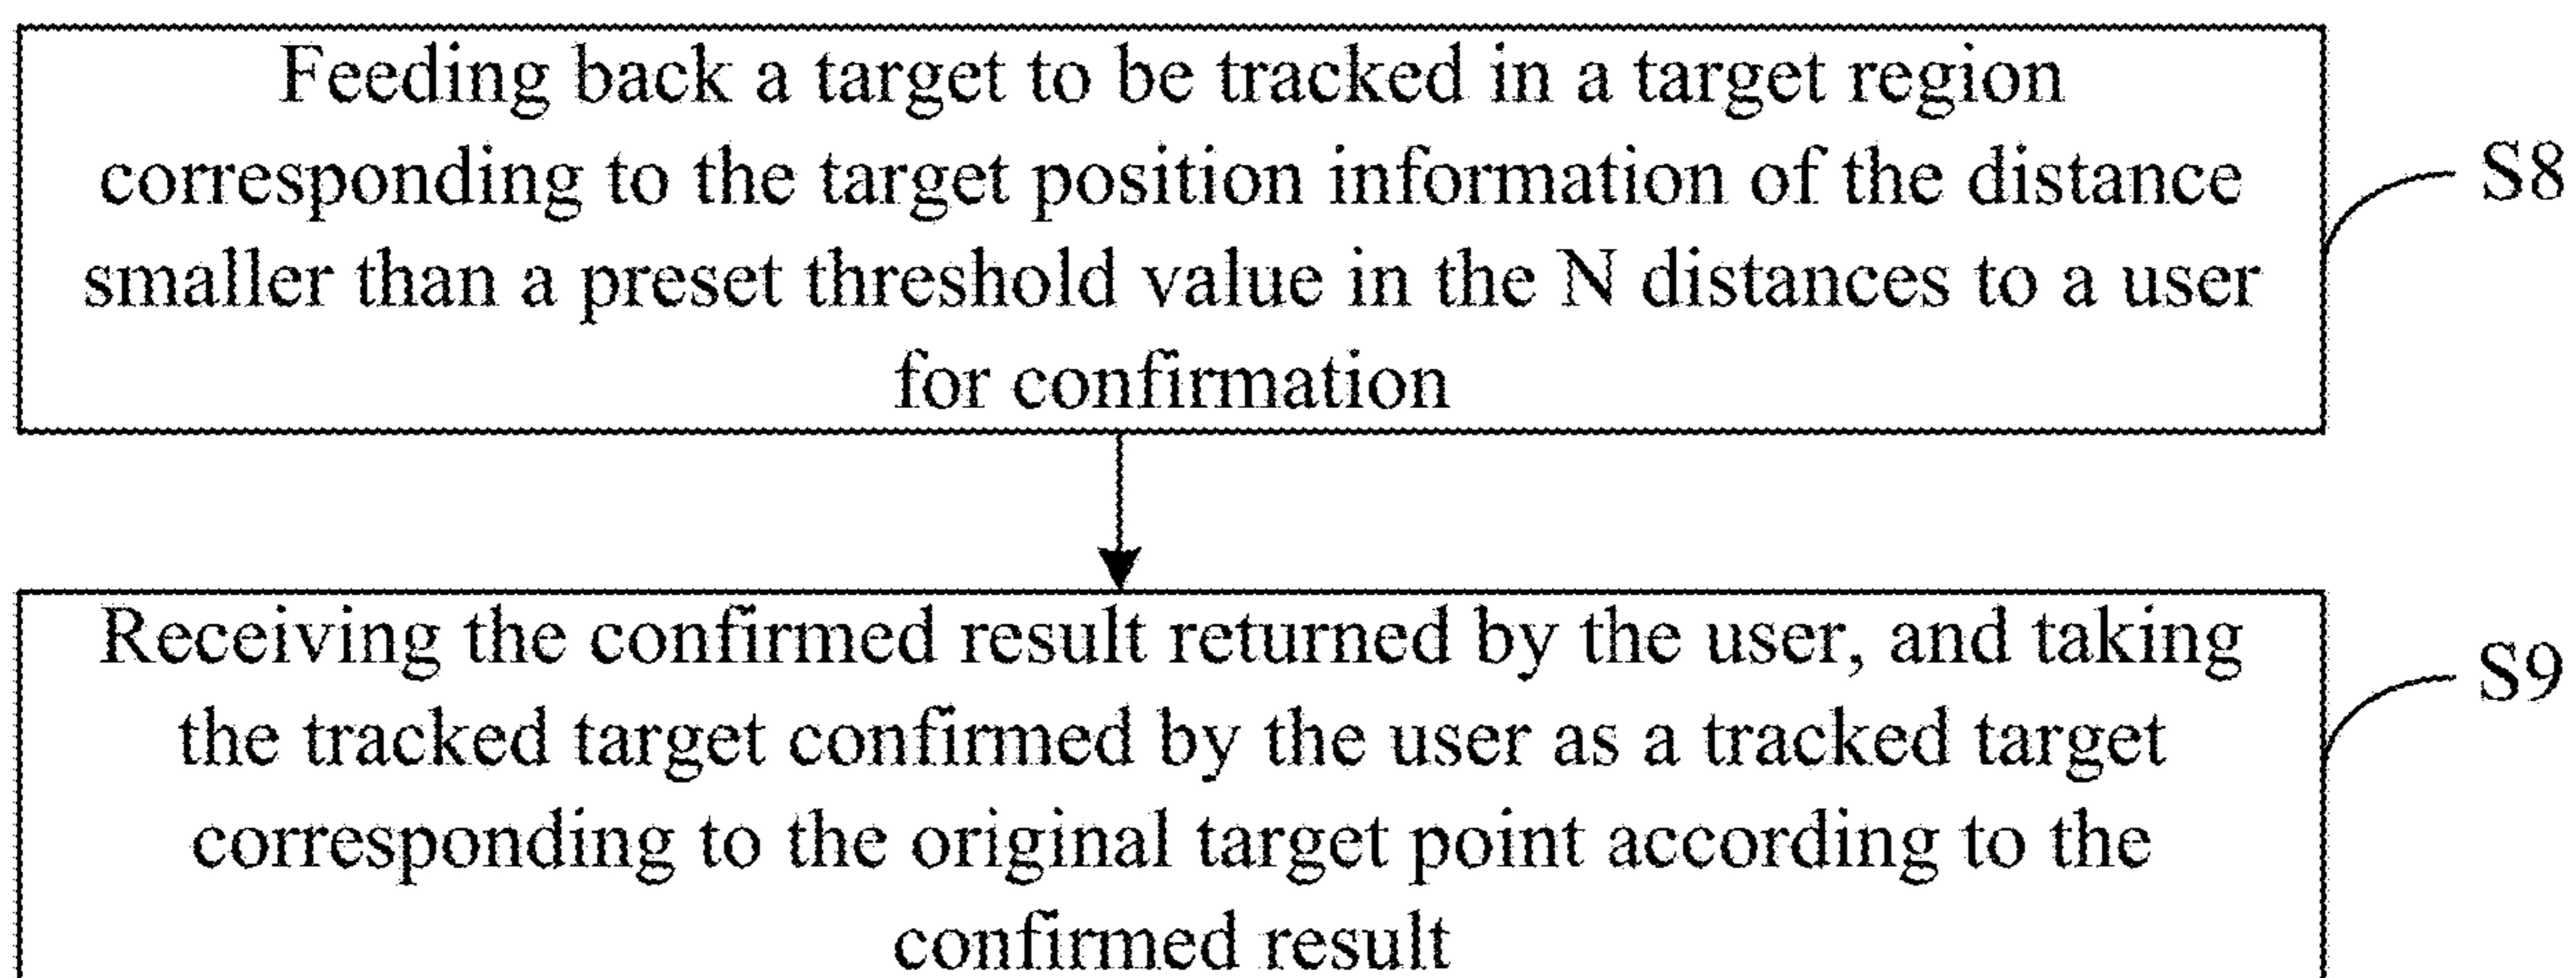 Feeding back a target to be tracked in a target region
corresponding to the target position information of the distance
smaller than a preset threshold value in the N distances to a user
for confirmation
S8
Receiving the confirmed result returned by the user, and taking
the tracked target confirmed by the user as a tracked target
corresponding to the original target point according to the
confirmed result
S9